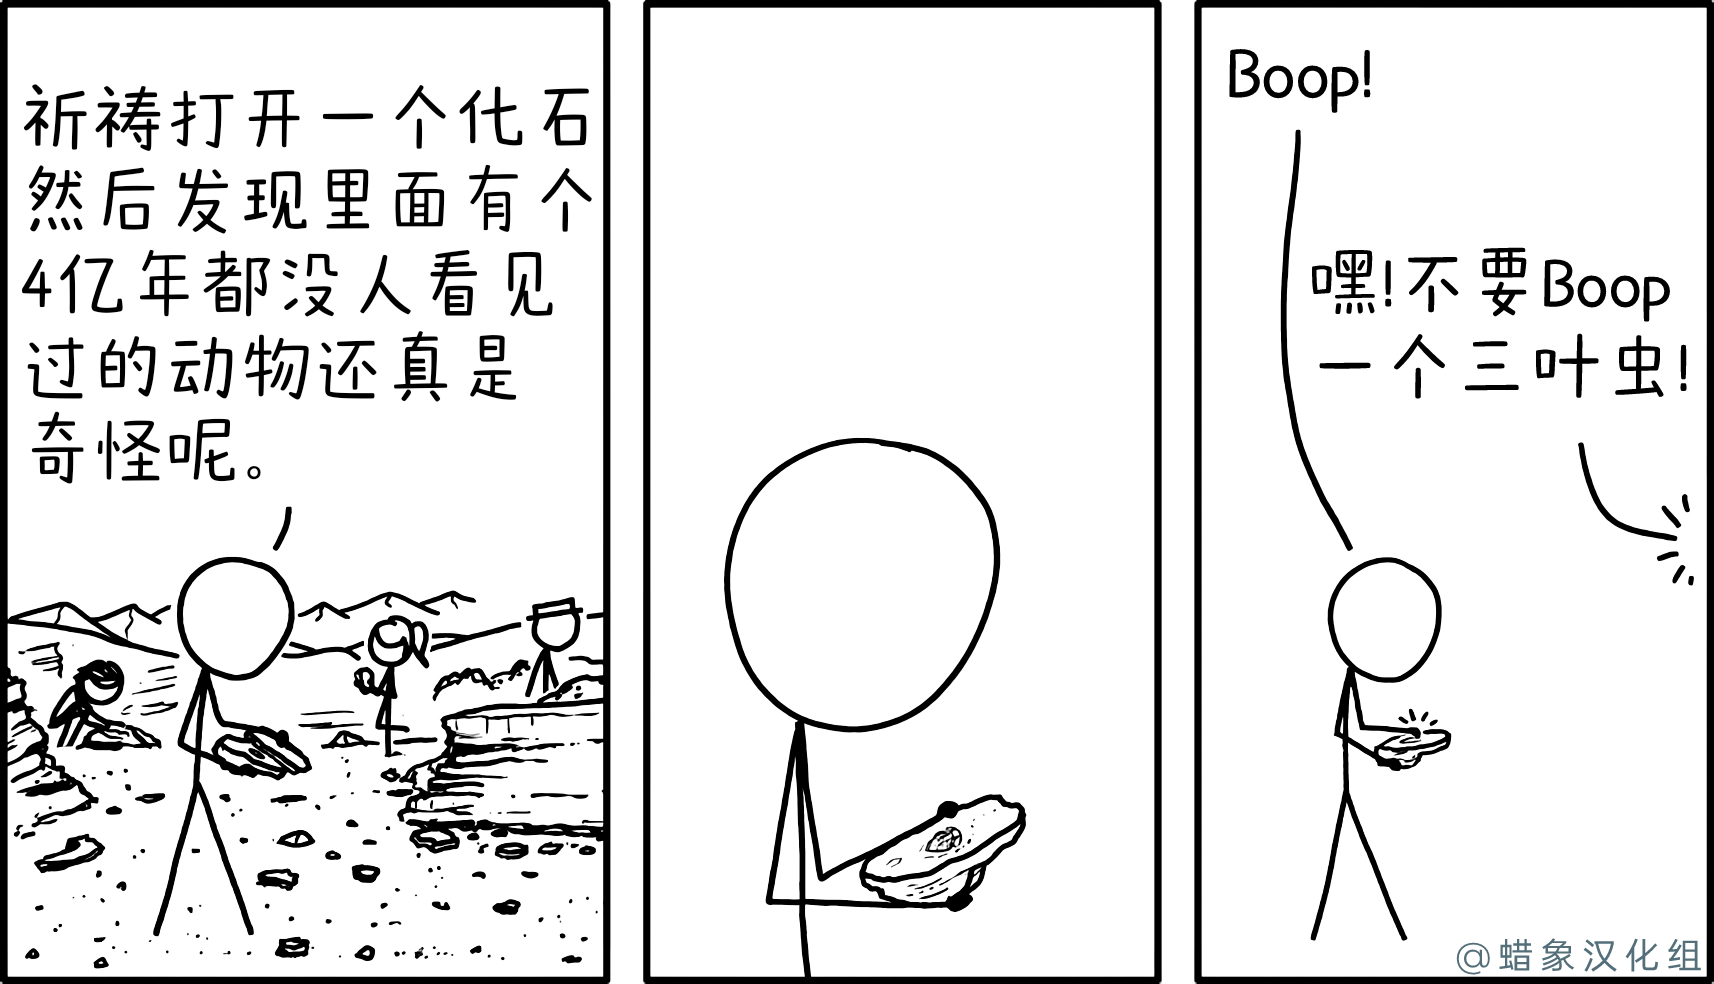 祈祷打开一个化石
然后发现里面有个
4亿年都没人看见
过的动物还真是
奇怪呢。
Boop!
嘿!不要Boop
一个三叶虫!
@蜡象汉化组